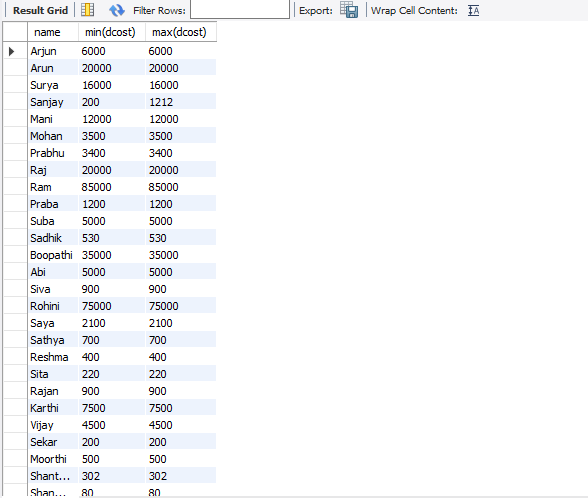 Result Grid Filter Rows: Export: Wrap Cell Content:
name min(dcost) max(dcost)
Arjun 6000 6000
Arun 20000 20000
Surya 16000 16000
Sanjay 200 1212
Mani 12000 12000
Mohan 3500 3500
Prabhu 3400 3400
Raj 20000 20000
Ram 85000 85000
Praba 1200 1200
Suba 5000 5000
Sadhik 530 530
Boopathi 35000 35000
Abi 5000 5000
Siva 900 900
Rohini 75000 75000
Saya 2100 2100
Sathya 700 700
Reshma 400 400
Sita 220 220
Rajan 900 900
Karthi 7500 7500
Vijay 4500 4500
Sekar 200 200
Moorthi 500 500
Shant... 302 302
Shan... 80 80